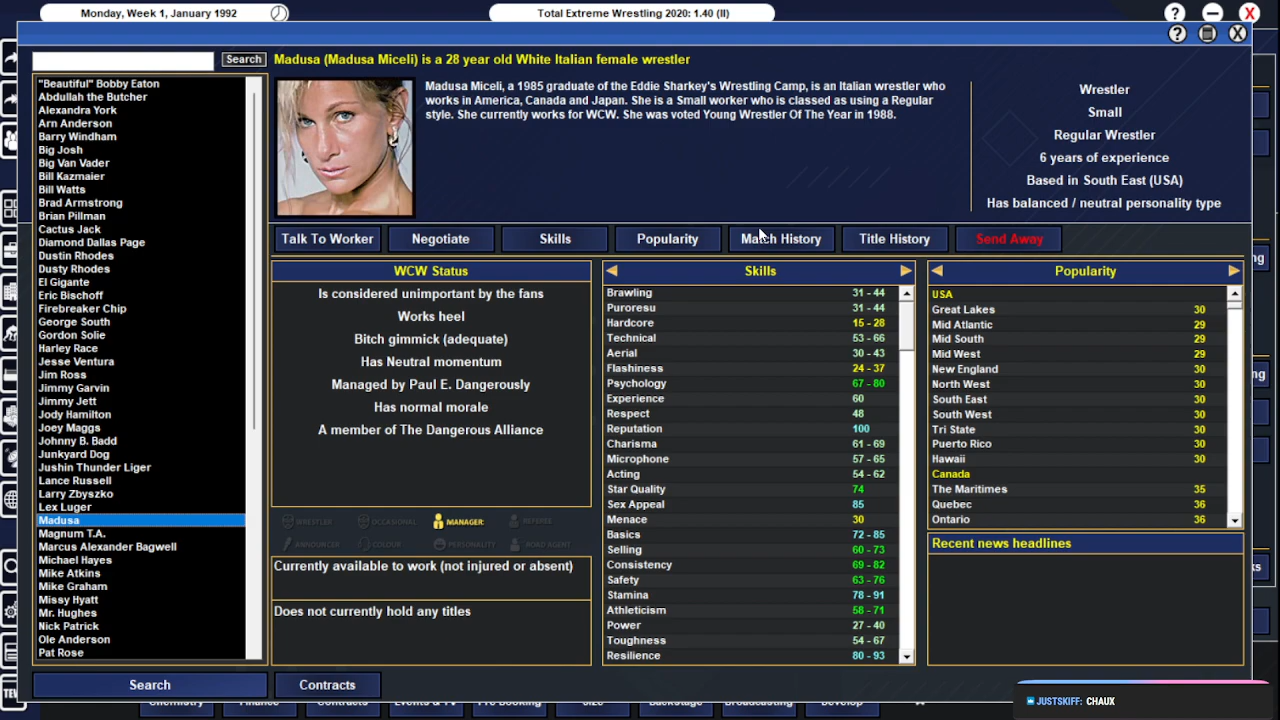 Monday, Week 1, January 1992
Total Extreme Wrestling 2020: 1.40 (II)
Search
Madusa (Madusa Miceli) is a 28 year old White Italian female wrestler
"Beautiful" Bobby Eaton
Abdullah the Butcher
Alexandra York
Arn Anderson
Barry Windham
Big Josh
Big Van Vader
Bill Kazmaier
Bill Watts
Brad Armstrong
Brian Pillman
Cactus Jack
Diamond Dallas Page
Dustin Rhodes
Dusty Rhodes
El Gigante
Eric Bischoff
Firebreaker Chip
George South
Gordon Solie
Harley Race
Jesse Ventura
Jim Ross
Jimmy Garvin
Jimmy Jett
Jody Hamilton
Joey Maggs
Johnny B. Badd
Junkyard Dog
Jushin Thunder Liger
Lance Russell
Larry Zbyszko
Lex Luger
Madusa
Magnum T.A.
Marcus Alexander Bagwell
Michael Hayes
Mike Atkins
Mike Graham
Missy Hyatt
Mr. Hughes
Nick Patrick
Ole Anderson
Pat Rose
Madusa Miceli, a 1985 graduate of the Eddie Sharkey's Wrestling Camp, is an Italian wrestler who
works in America, Canada and Japan. She is a Small worker who is classed as using a Regular
style. She currently works for WCW. She was voted Young Wrestler Of The Year in 1988.
Wrestler
Small
Regular Wrestler
6 years of experience
Based in South East (USA)
Has balanced / neutral personality type
Talk To Worker
Negotiate
Skills
Popularity
Match History
Title History
Send Away
WCW Status
Is considered unimportant by the fans
Works heel
Bitch gimmick (adequate)
Has Neutral momentum
Managed by Paul E. Dangerously
Has normal morale
A member of The Dangerous Alliance
WRESTLER
OCCASIONAL
MANAGER
REFEREE
ANNOUNCER
COLOUR
PERSONALITY
ROAD AGENT
Currently available to work (not injured or absent)
Does not currently hold any titles
Skills
Brawling 31 - 44
Puroresu 31 - 44
Hardcore 15 - 28
Technical 53 - 66
Aerial 30 - 43
Flashiness 24 - 37
Psychology 67 - 80
Experience 60
Respect 48
Reputation 100
Charisma 61 - 69
Microphone 57 - 65
Acting 54 - 62
Star Quality 74
Sex Appeal 85
Menace 30
Basics 72 - 85
Selling 60 - 73
Consistency 69 - 82
Safety 63 - 76
Stamina 78 - 91
Athleticism 58 - 71
Power 27 - 40
Toughness 54 - 67
Resilience 80 - 93
Popularity
USA
Great Lakes 30
Mid Atlantic 29
Mid South 29
Mid West 29
New England 30
North West 30
South East 30
South West 30
Tri State 30
Puerto Rico 30
Hawaii 30
Canada
The Maritimes 35
Quebec 36
Ontario 36
Recent news headlines
Search
Contracts
JUSTSKIFF: CHAUX